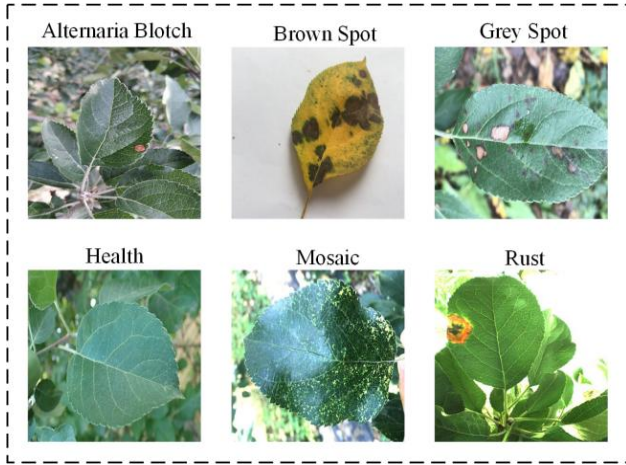 Alternaria Blotch
Brown Spot
Grey Spot
Health
Mosaic
Rust